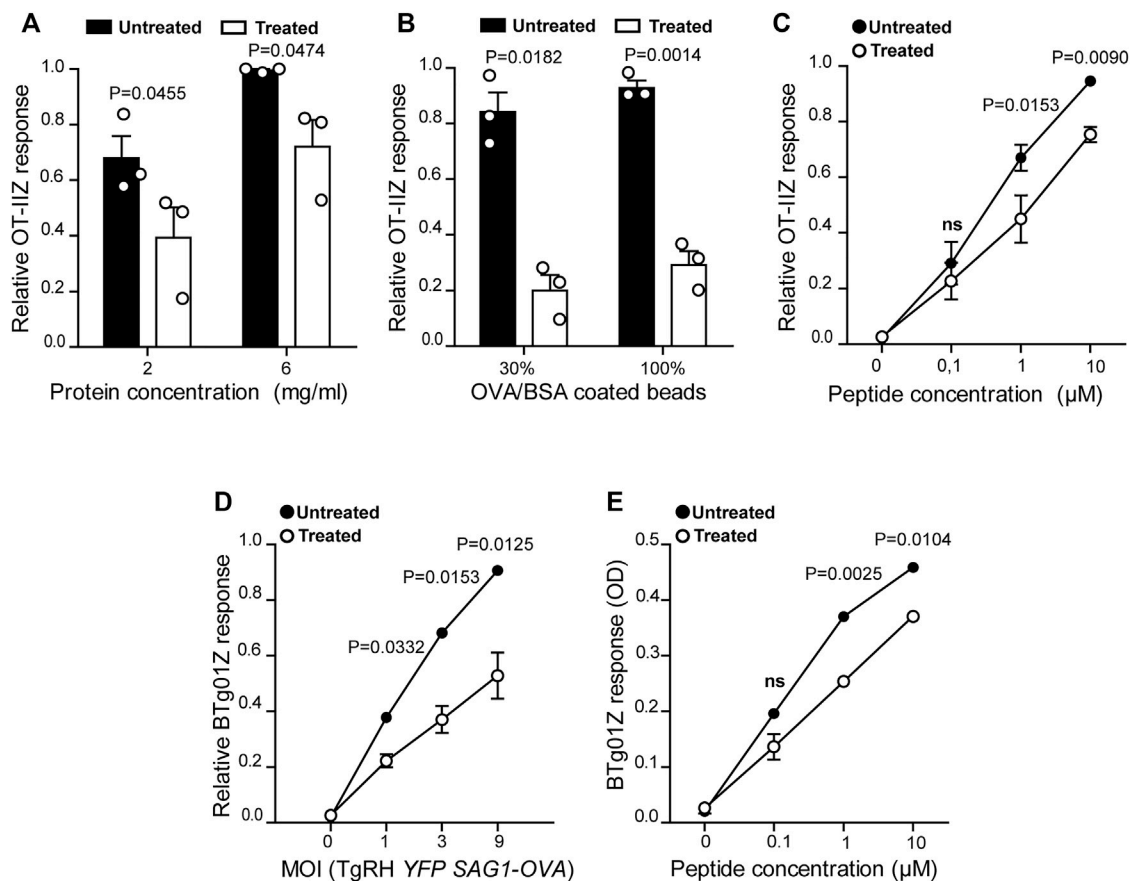 A
Untreated Treated
P=0.0474
P=0.0455
1.0
0.8
0.6
0.4
0.2
0.0
Relative OT-IIZ response
2 6
Protein concentration (mg/ml)
B
Untreated Treated
P=0.0182 P=0.0014
1.0
0.8
0.6
0.4
0.2
0.0
Relative OT-IIZ response
30% 100%
OVA/BSA coated beads
C
Untreated
Treated
P=0.0090
P=0.0153
ns
1.0
0.8
0.6
0.4
0.2
0.0
Relative OT-IIZ response
0 0,1 1 10
Peptide concentration (µM)
D
Untreated
Treated
P=0.0125
P=0.0153
P=0.0332
1.0
0.8
0.6
0.4
0.2
0.0
Relative BTg01Z response
0 1 3 9
MOI (TgRH YFP SAG1-OVA)
E
Untreated
Treated
P=0.0104
P=0.0025
ns
0.5
0.4
0.3
0.2
0.1
0.0
BTg01Z response (OD)
0 0.1 1 10
Peptide concentration (µM)